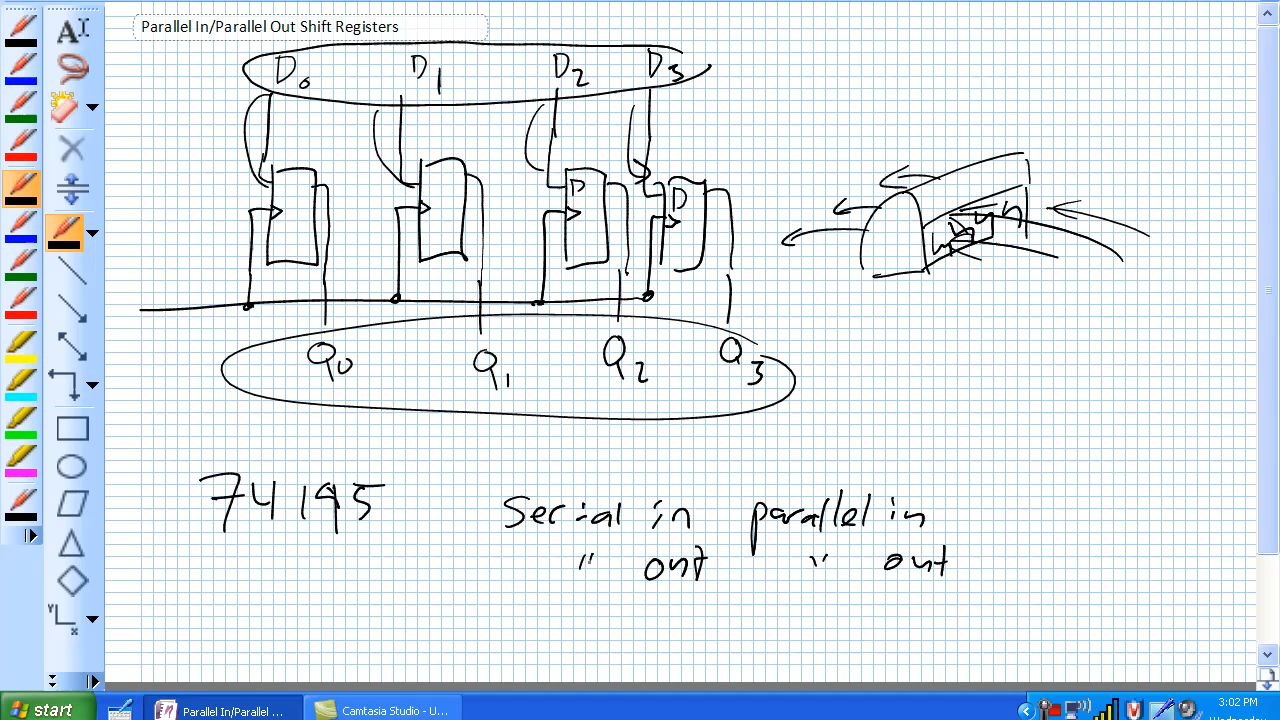 Parallel In/Parallel Out Shift Registers
D0 D1 D2 D3
D D
Q0 Q1 Q2 Q3
74195 Serial in parallel in
" out " out
start Parallel In/Parallel ... Camtasia Studio - U... 3:02 PM